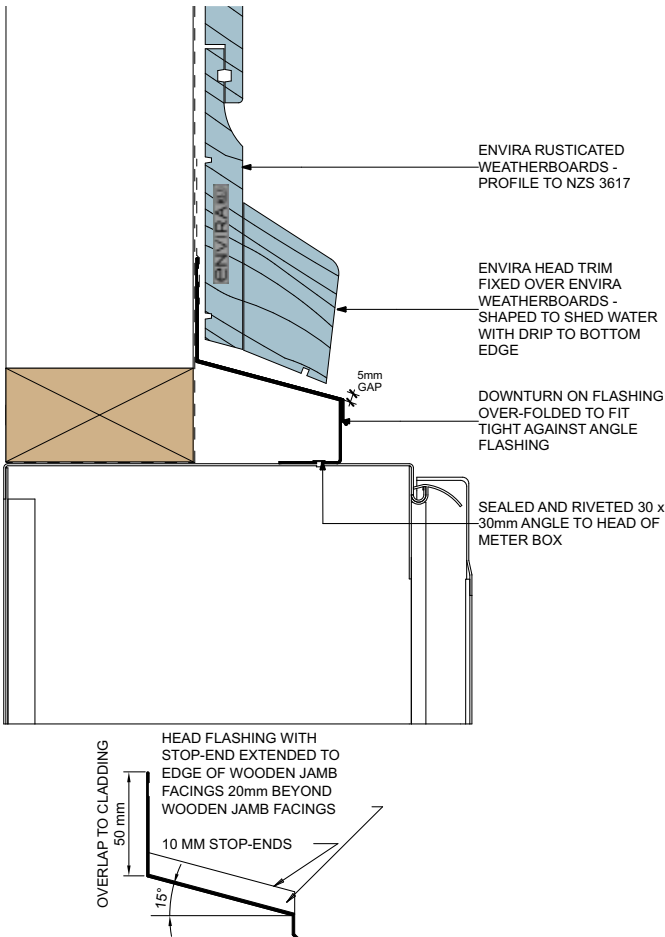 ENVIRA RUSTICATED
WEATHERBOARDS -
PROFILE TO NZS 3617
ENVIRA
ENVIRA HEAD TRIM
FIXED OVER ENVIRA
WEATHERBOARDS -
SHAPED TO SHED WATER
WITH DRIP TO BOTTOM
EDGE
5mm
GAP
DOWNTURN ON FLASHING
OVER-FOLDED TO FIT
TIGHT AGAINST ANGLE
FLASHING
SEALED AND RIVETED 30 x
30mm ANGLE TO HEAD OF
METER BOX
HEAD FLASHING WITH
STOP-END EXTENDED TO
EDGE OF WOODEN JAMB
FACINGS 20mm BEYOND
WOODEN JAMB FACINGS
10 MM STOP-ENDS
OVERLAP TO CLADDING
50 mm
15°